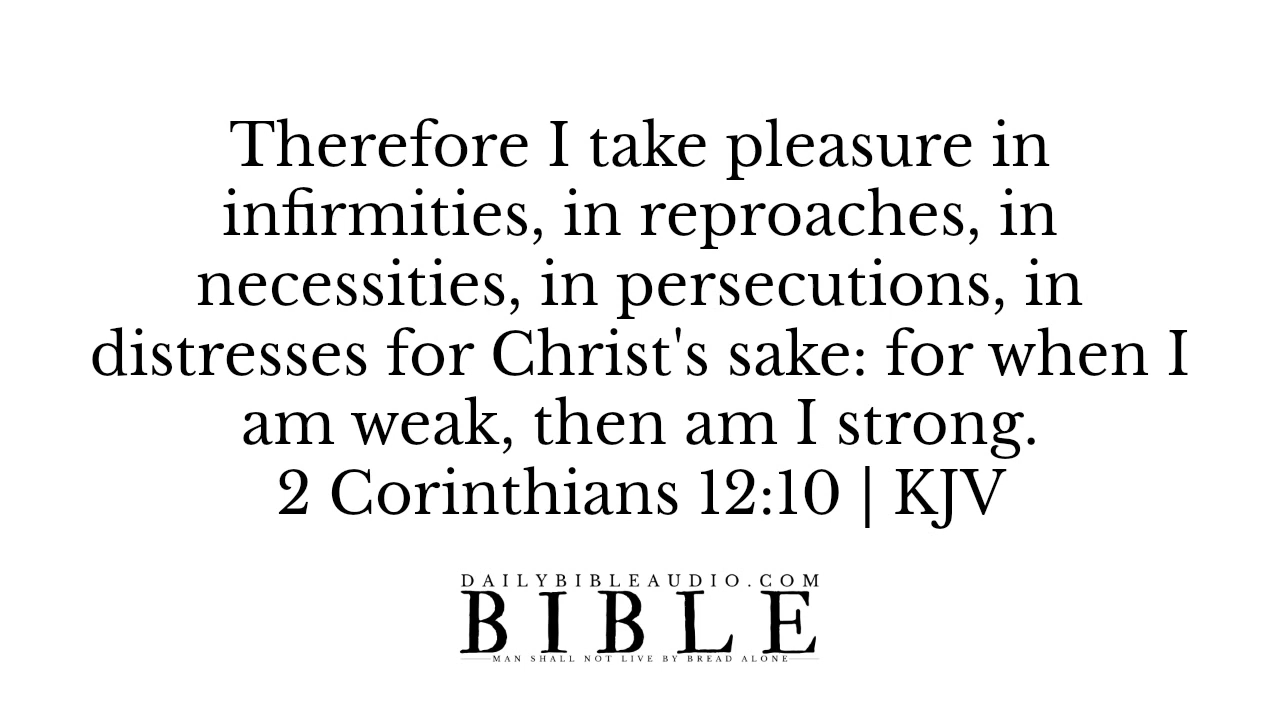 Therefore I take pleasure in
infirmities, in reproaches, in
necessities, in persecutions, in
distresses for Christ's sake: for when I
am weak, then am I strong.
2 Corinthians 12:10 | KJV
DAILYBIBLEAUDIO.COM
BIBLE
MAN SHALL NOT LIVE BY BREAD ALONE